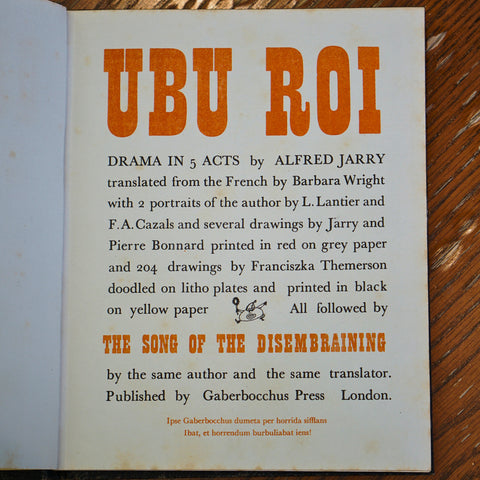 UBU ROI
DRAMA IN 5 ACTS by ALFRED JARRY
translated from the French by Barbara Wright
with 2 portraits of the author by L. Lantier and
F. A. Cazals and several drawings by Jarry and
Pierre Bonnard printed in red on grey paper
and 204 drawings by Franciszka Themerson
doodled on litho plates and printed in black
on yellow paper All followed by
THE SONG OF THE DISEMBRAINING
by the same author and the same translator.
Published by Gaberbocchus Press London.
Ipse Gaberbocchus dumeta per horrida sifflans
Ibat, et horrendum burbuliabat iens!